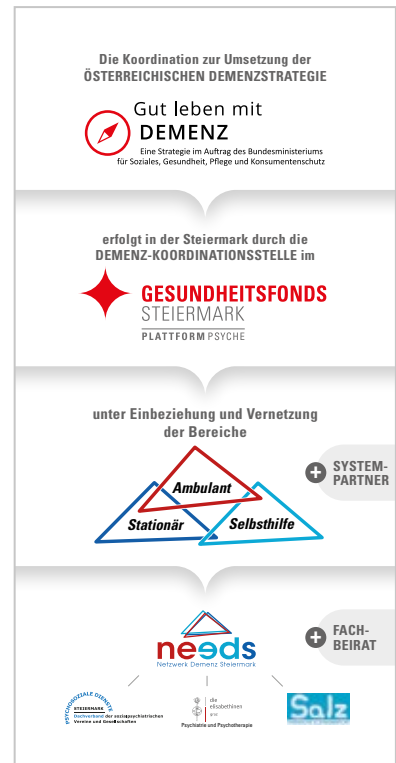 Die Koordination zur Umsetzung der
ÖSTERREICHISCHEN DEMENZSTRATEGIE
Gut leben mit
DEMENZ
Eine Strategie im Auftrag des Bundesministeriums
für Soziales, Gesundheit, Pflege und Konsumentenschutz
erfolgt in der Steiermark durch die
DEMENZ-KOORDINATIONSSTELLE im
GESUNDHEITSFONDS
STEIERMARK
PLATTFORM PSYCHE
unter Einbeziehung und Vernetzung
der Bereiche
+ SYSTEM-
PARTNER
Ambulant
Stationär
Selbsthilfe
+ FACH-
BEIRAT
needs
Netzwerk Demenz Steiermark
PSYCHOSOZIALE DIENSTE
STEIERMARK
Dachverband der sozialpsychiatrischen
Vereine und Gesellschaften
die
elisabethinen
graz
Psychiatrie und Psychotherapie
Salz